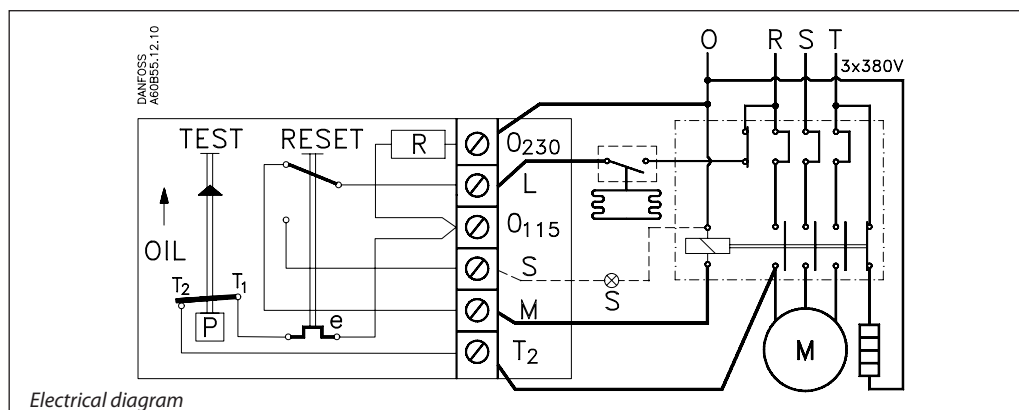 DANFOSS
A60B55.12.10
O R S T
3x380V
TEST RESET
R
O230
L
O115
OIL
S
S
T2 T1
P
e
M
T2
M
Electrical diagram